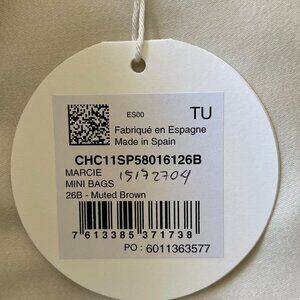 ES00 TU
Fabriqué en Espagne
Made in Spain
CHC11SP58016126B
MARCIE
MINI BAGS
26B - Muted Brown
7 613385 371738
PO : 6011363577